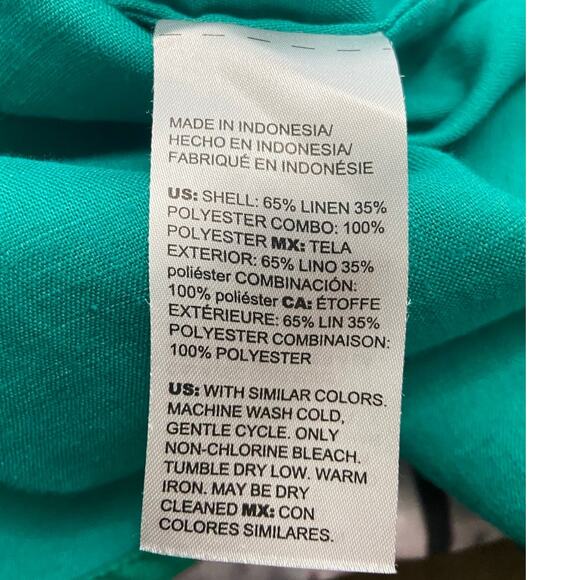 MADE IN INDONESIA/
HECHO EN INDONESIA/
FABRIQUÉ EN INDONÉSIE
US: SHELL: 65% LINEN 35%
POLYESTER COMBO: 100%
POLYESTER MX: TELA
EXTERIOR: 65% LINO 35%
poliéster COMBINACIÓN:
100% poliéster CA: ÉTOFFE
EXTÉRIEURE: 65% LIN 35%
POLYESTER COMBINAISON:
100% POLYESTER
US: WITH SIMILAR COLORS.
MACHINE WASH COLD,
GENTLE CYCLE. ONLY
NON-CHLORINE BLEACH.
TUMBLE DRY LOW. WARM
IRON. MAY BE DRY
CLEANED MX: CON
COLORES SIMILARES.